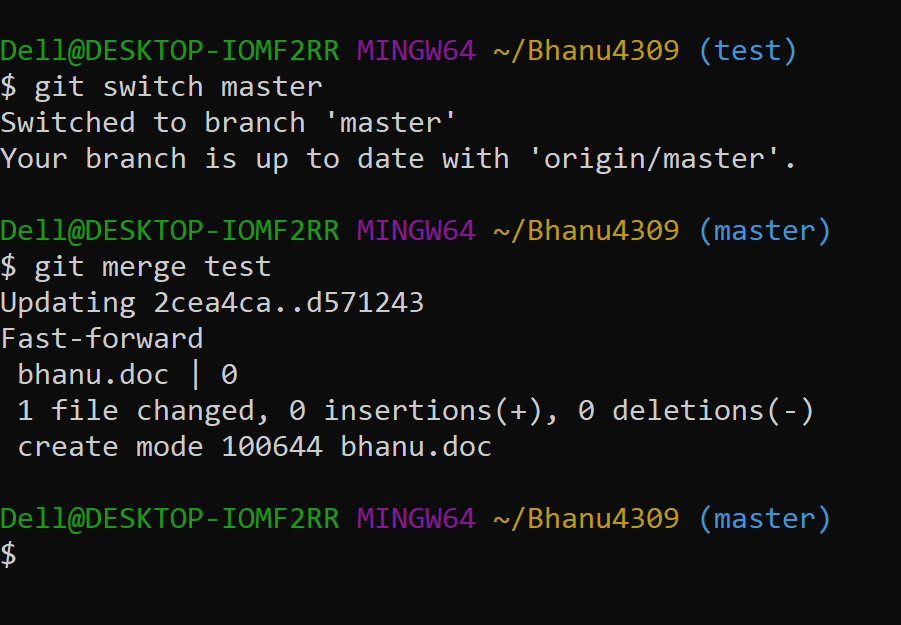 Dell@DESKTOP-IOMF2RR MINGW64 ~/Bhanu4309 (test)
$ git switch master
Switched to branch 'master'
Your branch is up to date with 'origin/master'.
Dell@DESKTOP-IOMF2RR MINGW64 ~/Bhanu4309 (master)
$ git merge test
Updating 2cea4ca..d571243
Fast-forward
 bhanu.doc | 0
 1 file changed, 0 insertions(+), 0 deletions(-)
 create mode 100644 bhanu.doc
Dell@DESKTOP-IOMF2RR MINGW64 ~/Bhanu4309 (master)
$